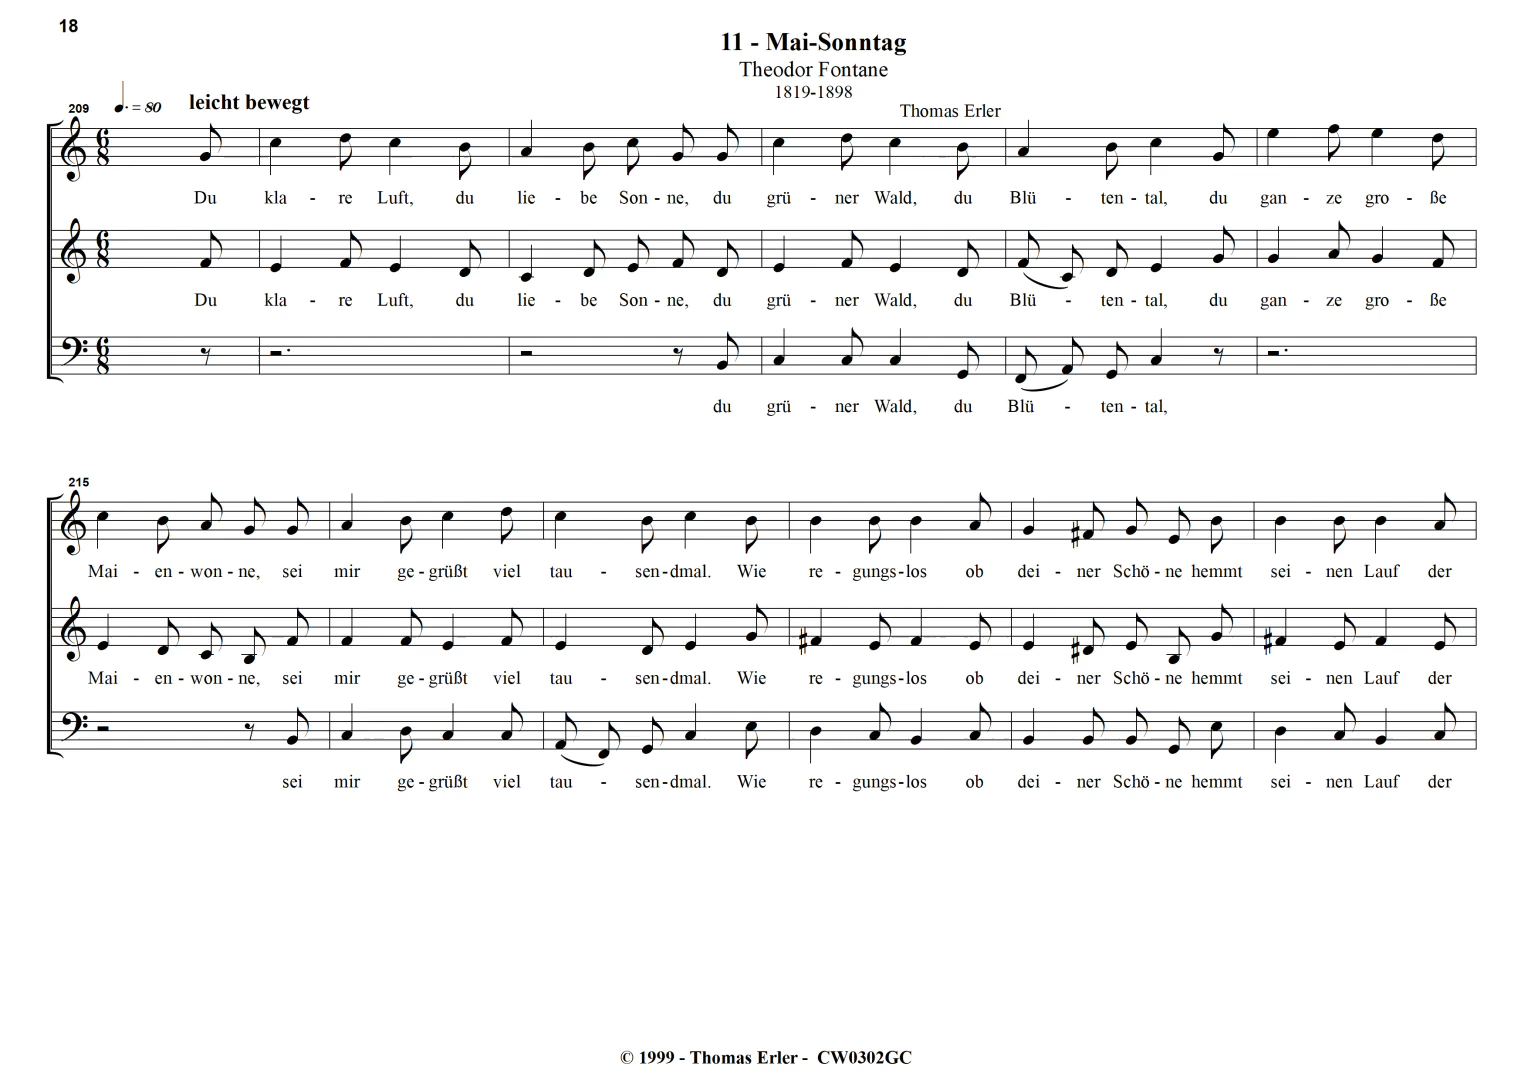 18
11 - Mai-Sonntag
Theodor Fontane
1819-1898
Thomas Erler
209
= 80 leicht bewegt
Du kla - re Luft, du lie - be Son - ne, du grü - ner Wald, du Blü - ten - tal, du gan - ze gro - ße
Du kla - re Luft, du lie - be Son - ne, du grü - ner Wald, du Blü - ten - tal, du gan - ze gro - ße
du grü - ner Wald, du Blü - ten - tal,
215
Mai - en - won - ne, sei mir ge - grüßt viel tau - sen - dmal. Wie re - gungs - los ob dei - ner Schö - ne hemmt sei - nen Lauf der
Mai - en - won - ne, sei mir ge - grüßt viel tau - sen - dmal. Wie re - gungs - los ob dei - ner Schö - ne hemmt sei - nen Lauf der
sei mir ge - grüßt viel tau - sen - dmal. Wie re - gungs - los ob dei - ner Schö - ne hemmt sei - nen Lauf der
© 1999 - Thomas Erler - CW0302GC